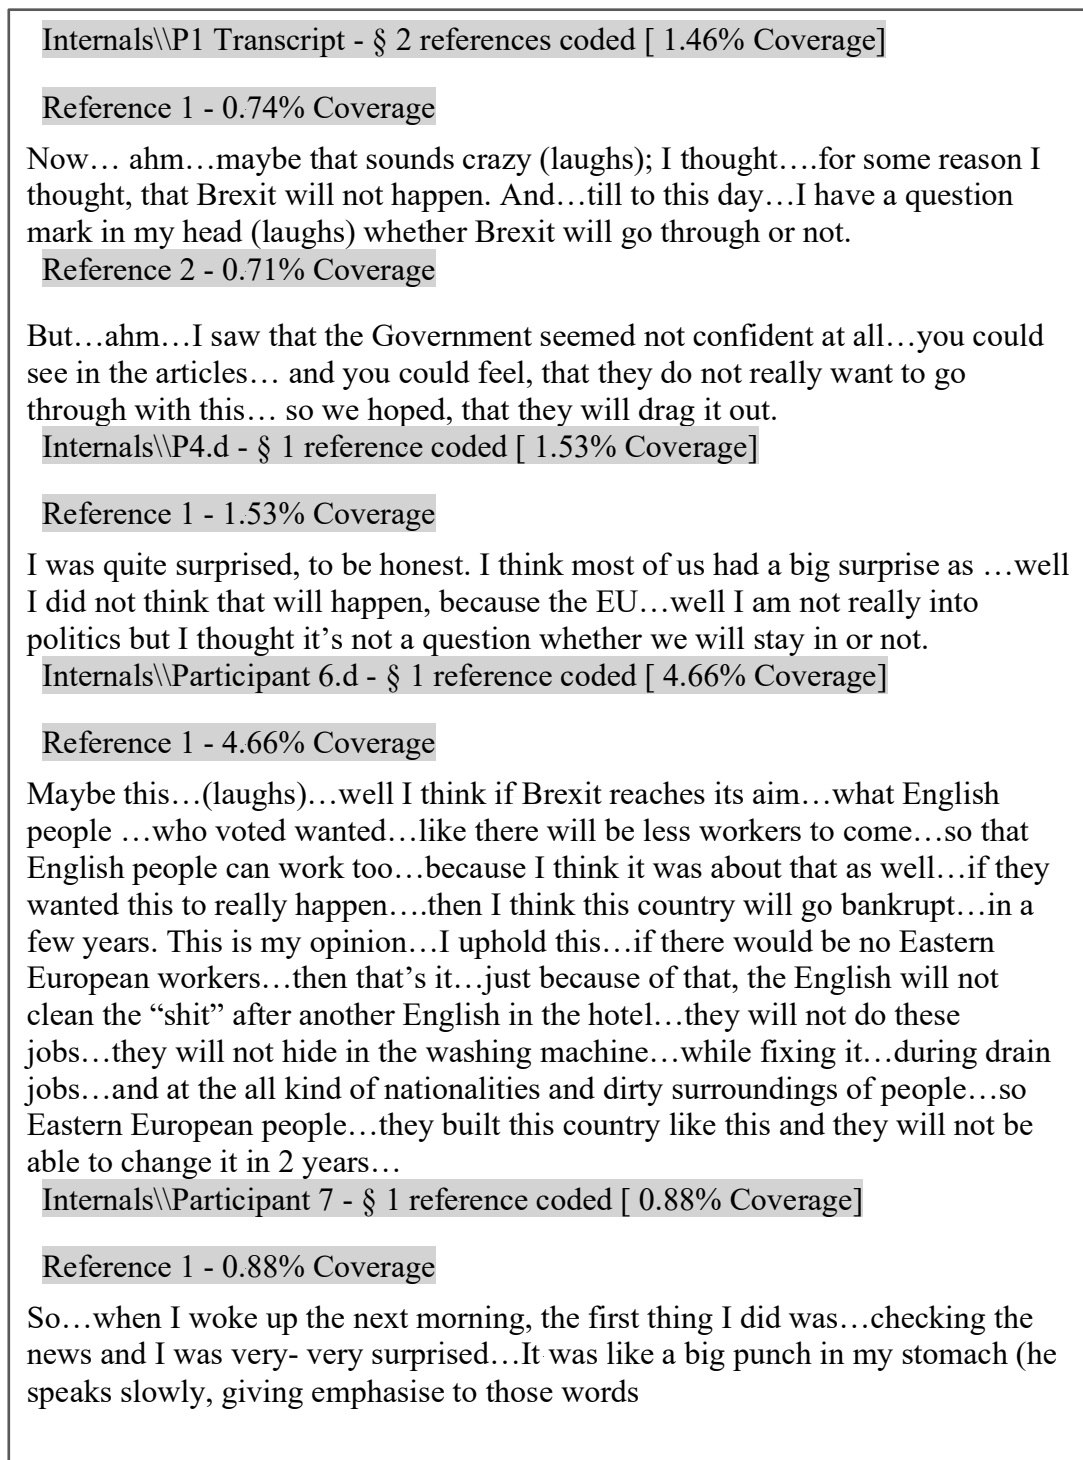 Internals\\P1 Transcript - § 2 references coded [ 1.46% Coverage]
Reference 1 - 0.74% Coverage
Now… ahm…maybe that sounds crazy (laughs); I thought….for some reason I
thought, that Brexit will not happen. And…till to this day…I have a question
mark in my head (laughs) whether Brexit will go through or not.
Reference 2 - 0.71% Coverage
But…ahm…I saw that the Government seemed not confident at all…you could
see in the articles… and you could feel, that they do not really want to go
through with this… so we hoped, that they will drag it out.
Internals\\P4.d - § 1 reference coded [ 1.53% Coverage]
Reference 1 - 1.53% Coverage
I was quite surprised, to be honest. I think most of us had a big surprise as …well
I did not think that will happen, because the EU…well I am not really into
politics but I thought it’s not a question whether we will stay in or not.
Internals\\Participant 6.d - § 1 reference coded [ 4.66% Coverage]
Reference 1 - 4.66% Coverage
Maybe this…(laughs)…well I think if Brexit reaches its aim…what English
people …who voted wanted…like there will be less workers to come…so that
English people can work too…because I think it was about that as well…if they
wanted this to really happen….then I think this country will go bankrupt…in a
few years. This is my opinion…I uphold this…if there would be no Eastern
European workers…then that’s it…just because of that, the English will not
clean the “shit” after another English in the hotel…they will not do these
jobs…they will not hide in the washing machine…while fixing it…during drain
jobs…and at the all kind of nationalities and dirty surroundings of people…so
Eastern European people…they built this country like this and they will not be
able to change it in 2 years…
Internals\\Participant 7 - § 1 reference coded [ 0.88% Coverage]
Reference 1 - 0.88% Coverage
So…when I woke up the next morning, the first thing I did was…checking the
news and I was very- very surprised…It was like a big punch in my stomach (he
speaks slowly, giving emphasise to those words